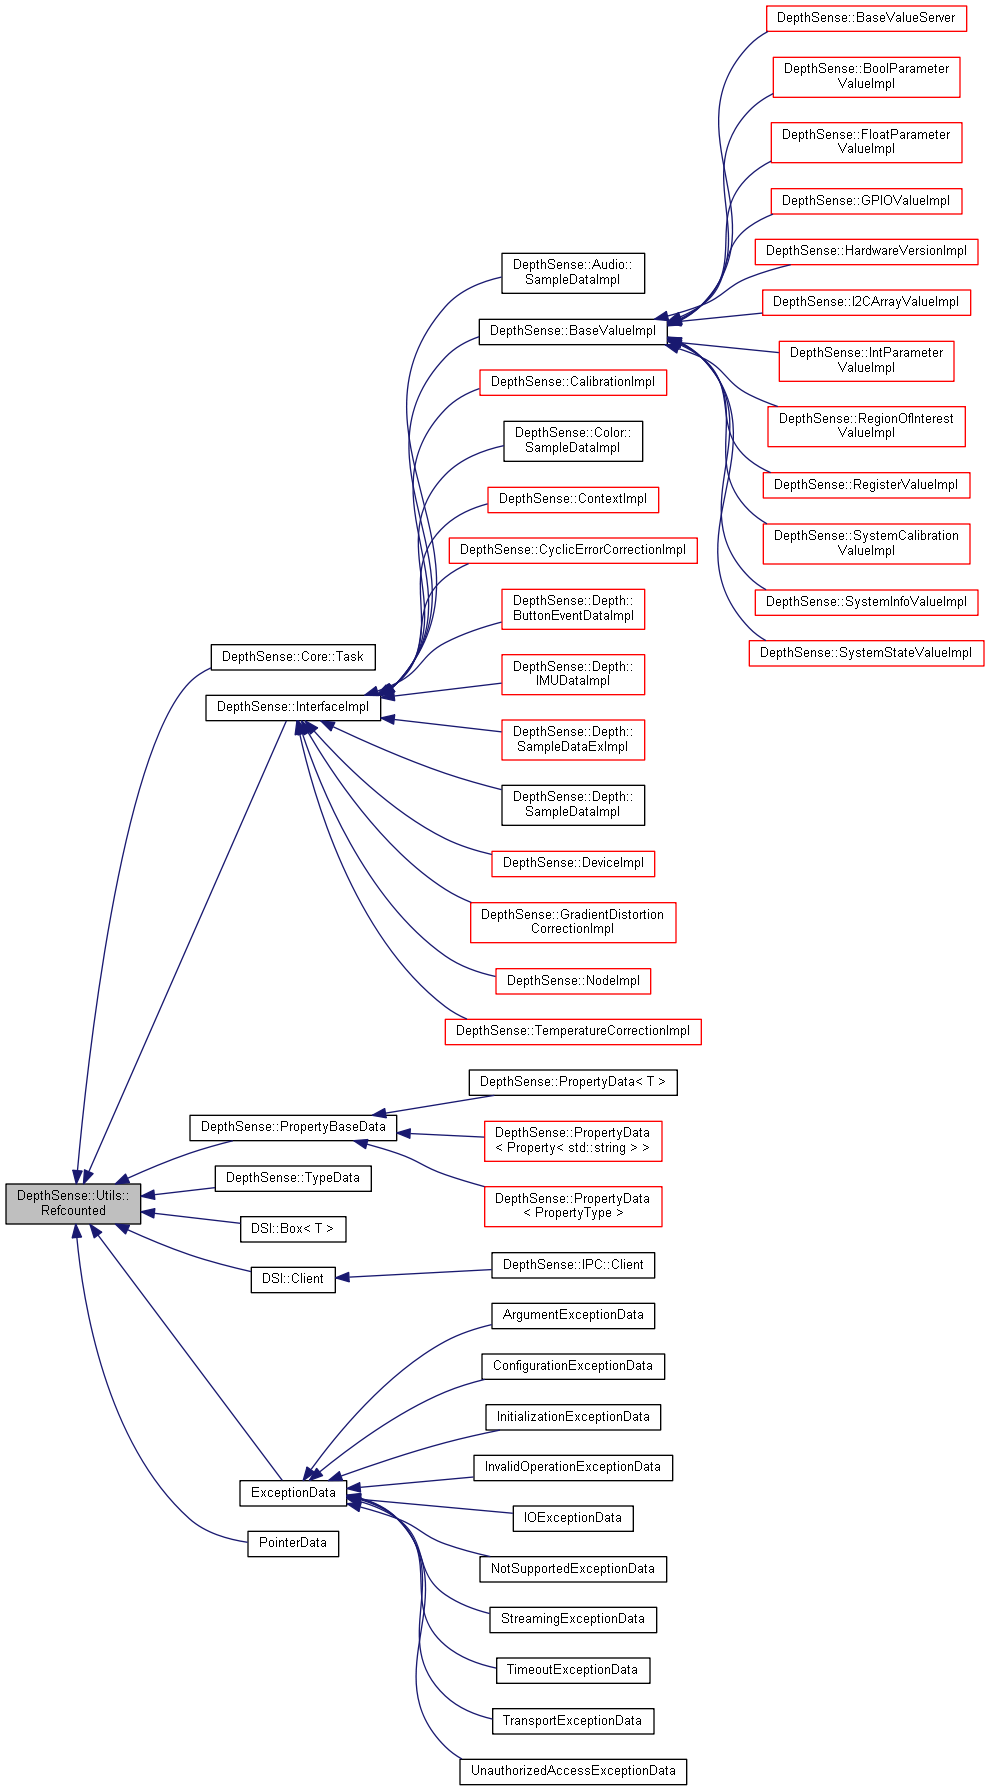 DepthSense::BaseValueServer
DepthSense::BoolParameter
ValueImpl
DepthSense::FloatParameter
ValueImpl
DepthSense::GPIOValueImpl
DepthSense::HardwareVersionImpl
DepthSense::Audio::
SampleDataImpl
DepthSense::I2CArrayValueImpl
DepthSense::BaseValueImpl
DepthSense::IntParameter
ValueImpl
DepthSense::CalibrationImpl
DepthSense::RegionOfInterest
ValueImpl
DepthSense::Color::
SampleDataImpl
DepthSense::RegisterValueImpl
DepthSense::ContextImpl
DepthSense::SystemCalibration
ValueImpl
DepthSense::CyclicErrorCorrectionImpl
DepthSense::SystemInfoValueImpl
DepthSense::Depth::
ButtonEventDataImpl
DepthSense::SystemStateValueImpl
DepthSense::Core::Task
DepthSense::Depth::
IMUDataImpl
DepthSense::InterfaceImpl
DepthSense::Depth::
SampleDataExImpl
DepthSense::Depth::
SampleDataImpl
DepthSense::DeviceImpl
DepthSense::GradientDistortion
CorrectionImpl
DepthSense::NodeImpl
DepthSense::TemperatureCorrectionImpl
DepthSense::PropertyData< T >
DepthSense::PropertyBaseData
DepthSense::PropertyData
< Property< std::string > >
DepthSense::TypeData
DepthSense::PropertyData
< PropertyType >
DepthSense::Utils::
Refcounted
DSI::Box< T >
DepthSense::IPC::Client
DSI::Client
ArgumentExceptionData
ConfigurationExceptionData
InitializationExceptionData
InvalidOperationExceptionData
ExceptionData
IOExceptionData
PointerData
NotSupportedExceptionData
StreamingExceptionData
TimeoutExceptionData
TransportExceptionData
UnauthorizedAccessExceptionData